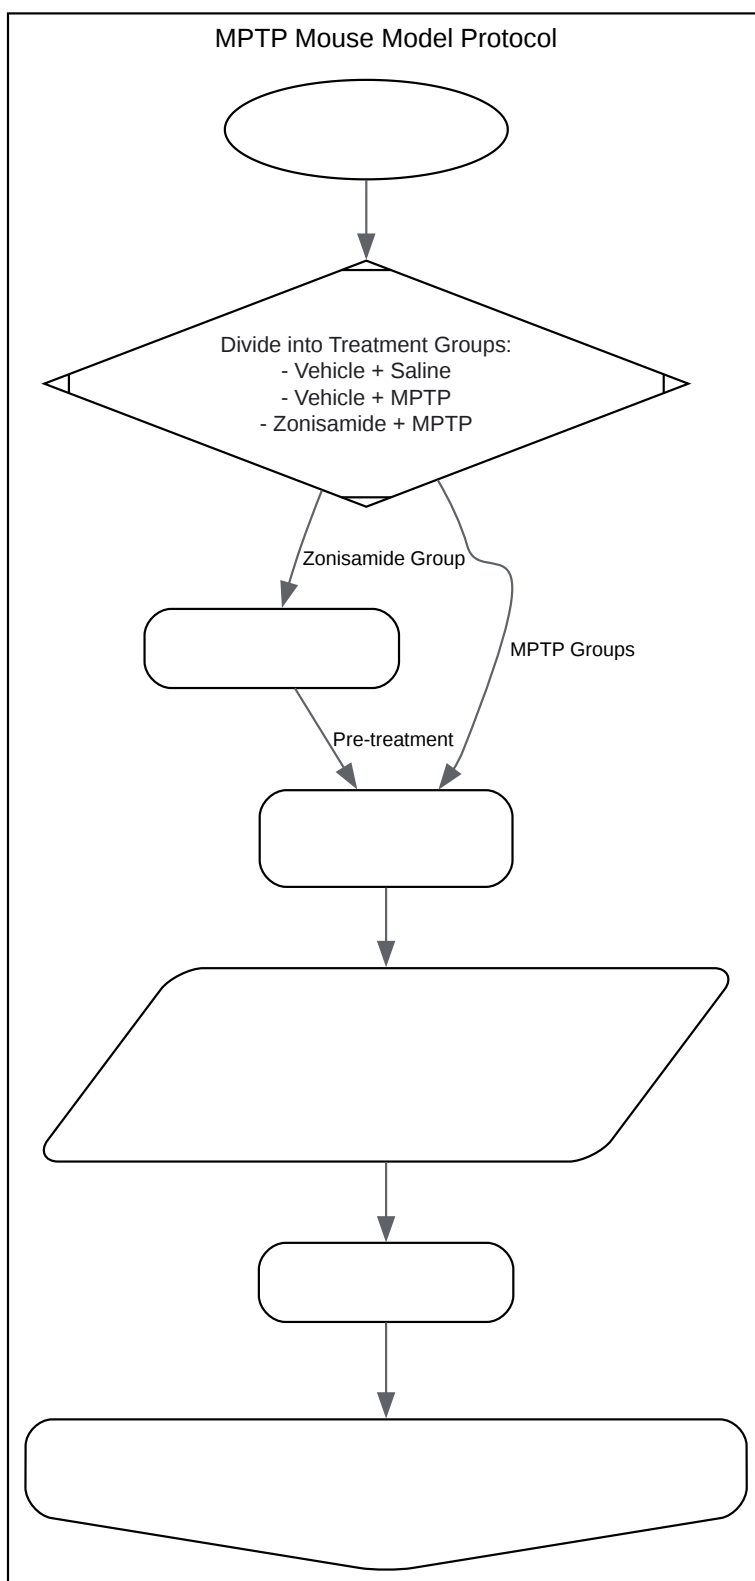 MPTP Mouse Model Protocol
Divide into Treatment Groups:
- Vehicle + Saline
- Vehicle + MPTP
- Zonisamide + MPTP
Zonisamide Group
MPTP Groups
Pre-treatment